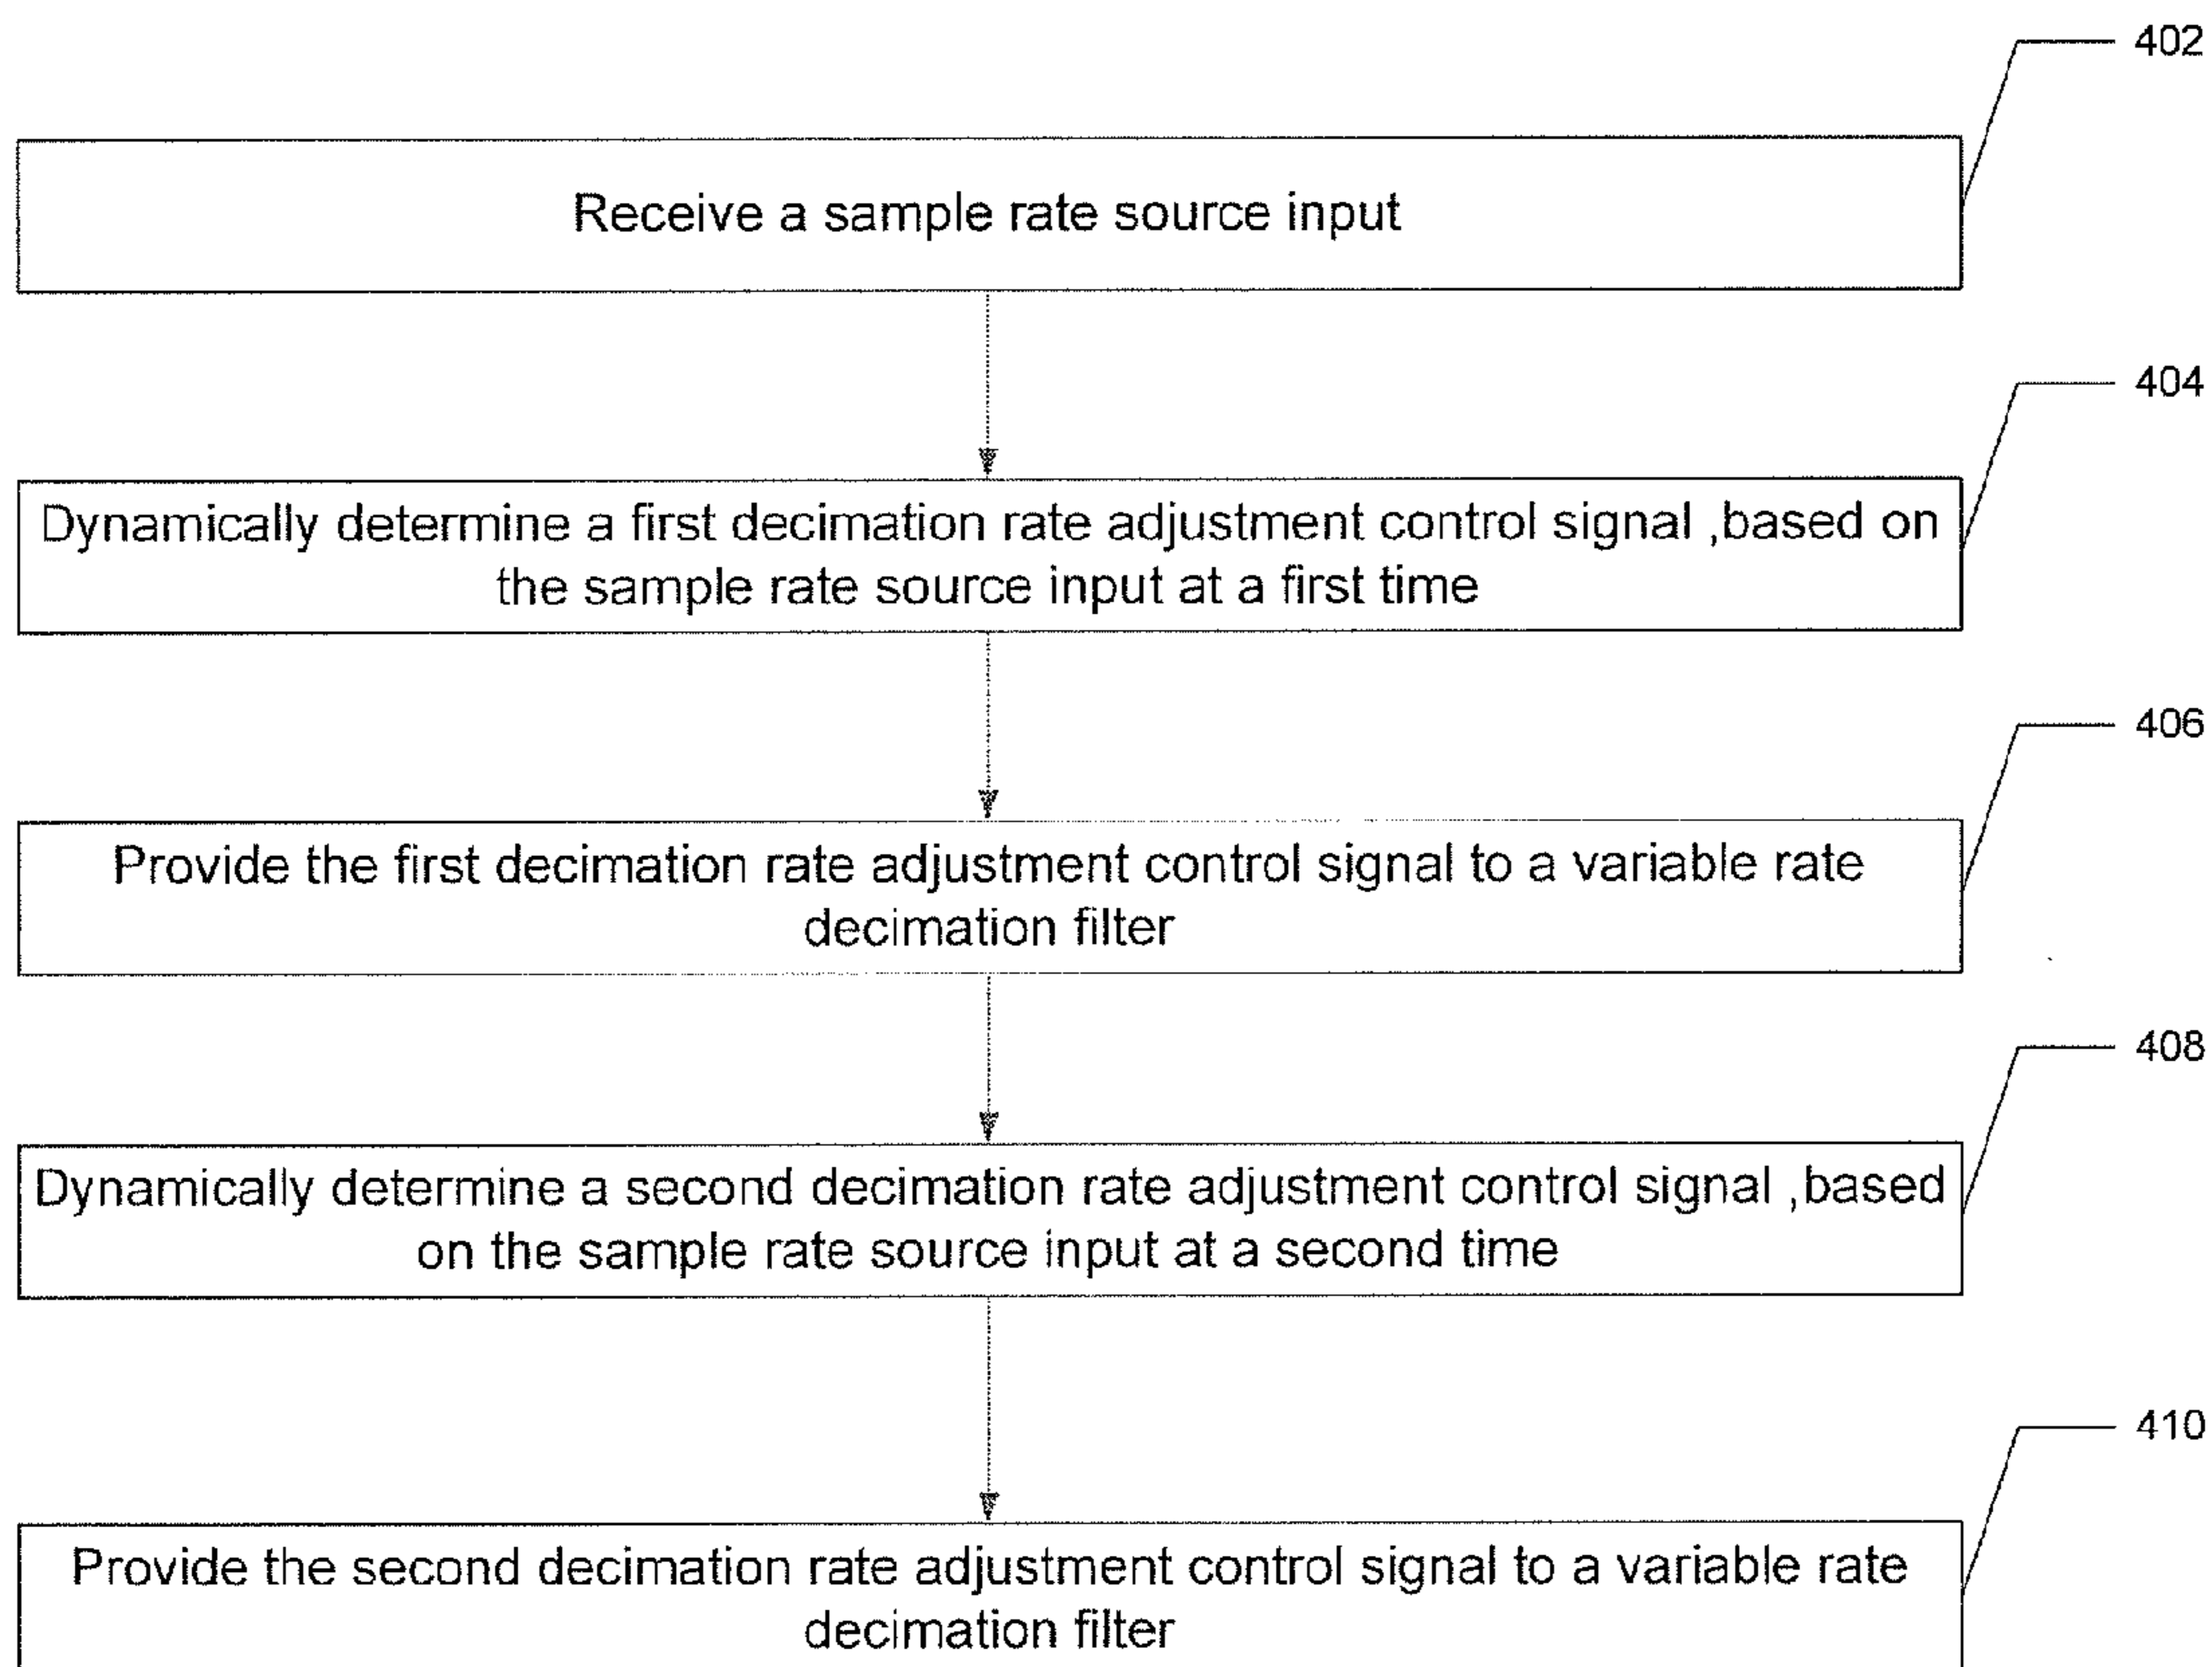 402
Receive a sample rate source input
404
Dynamically determine a first decimation rate adjustment control signal ,based on
the sample rate source input at a first time
406
Provide the first decimation rate adjustment control signal to a variable rate
decimation filter
408
Dynamically determine a second decimation rate adjustment control signal ,based
on the sample rate source input at a second time
410
Provide the second decimation rate adjustment control signal to a variable rate
decimation filter